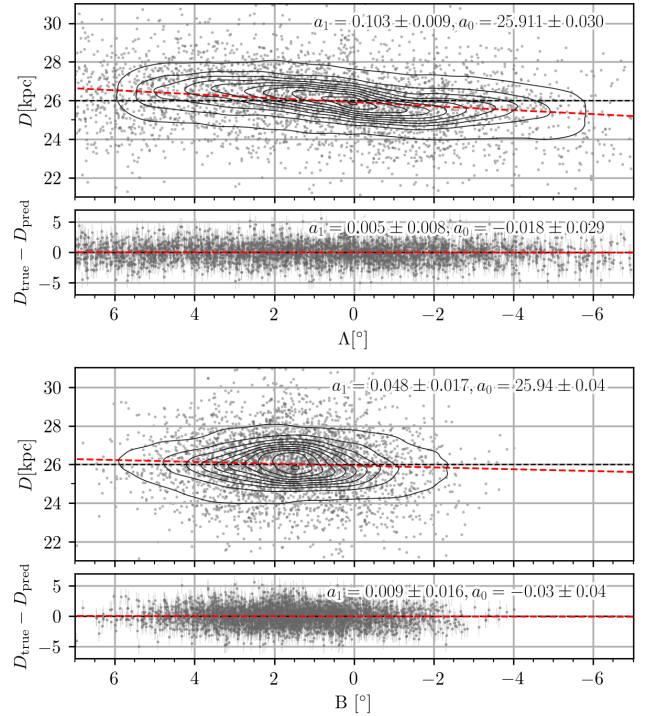 a₁ = 0.103 ± 0.009, a₀ = 25.911 ± 0.030
30
28
26
24
22
D[kpc]
a₁ = 0.005 ± 0.008, a₀ = −0.018 ± 0.029
5
0
−5
D_true − D_pred
6 4 2 0 −2 −4 −6
Λ[°]
a₁ = 0.048 ± 0.017, a₀ = 25.94 ± 0.04
30
28
26
24
22
D[kpc]
a₁ = 0.009 ± 0.016, a₀ = −0.03 ± 0.04
5
0
−5
D_true − D_pred
6 4 2 0 −2 −4 −6
B [°]